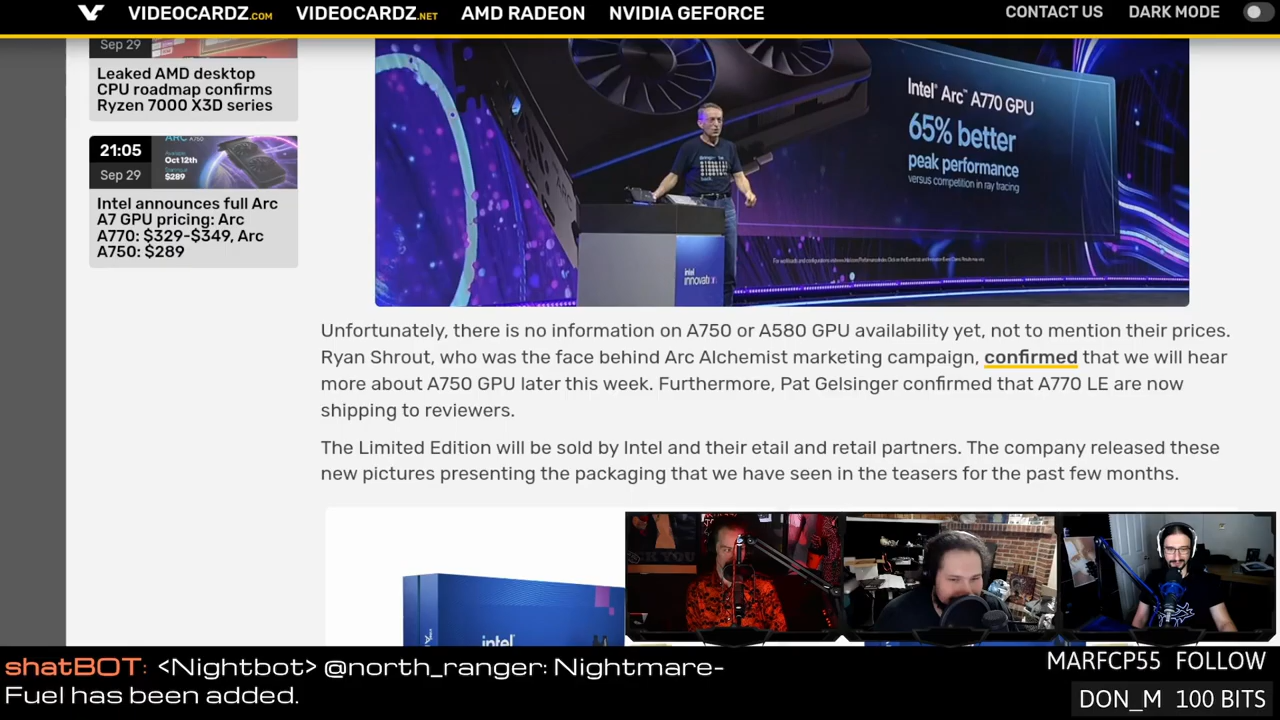 VIDEOCARDZ.COM
VIDEOCARDZ.NET
AMD RADEON
NVIDIA GEFORCE
CONTACT US
DARK MODE
Sep 29
Leaked AMD desktop
CPU roadmap confirms
Ryzen 7000 X3D series
21:05
Sep 29
ARC A750
Oct 12th
$289
Intel announces full Arc
A7 GPU pricing: Arc
A770: $329-$349, Arc
A750: $289
Intel® Arc™ A770 GPU
65% better
peak performance
versus competition in ray tracing
intel
innovation
Unfortunately, there is no information on A750 or A580 GPU availability yet, not to mention their prices.
Ryan Shrout, who was the face behind Arc Alchemist marketing campaign, confirmed that we will hear
more about A750 GPU later this week. Furthermore, Pat Gelsinger confirmed that A770 LE are now
shipping to reviewers.
The Limited Edition will be sold by Intel and their etail and retail partners. The company released these
new pictures presenting the packaging that we have seen in the teasers for the past few months.
intel
shatBOT: <Nightbot> @north_ranger: Nightmare-
Fuel has been added.
MARFCP55 FOLLOW
DON_M 100 BITS